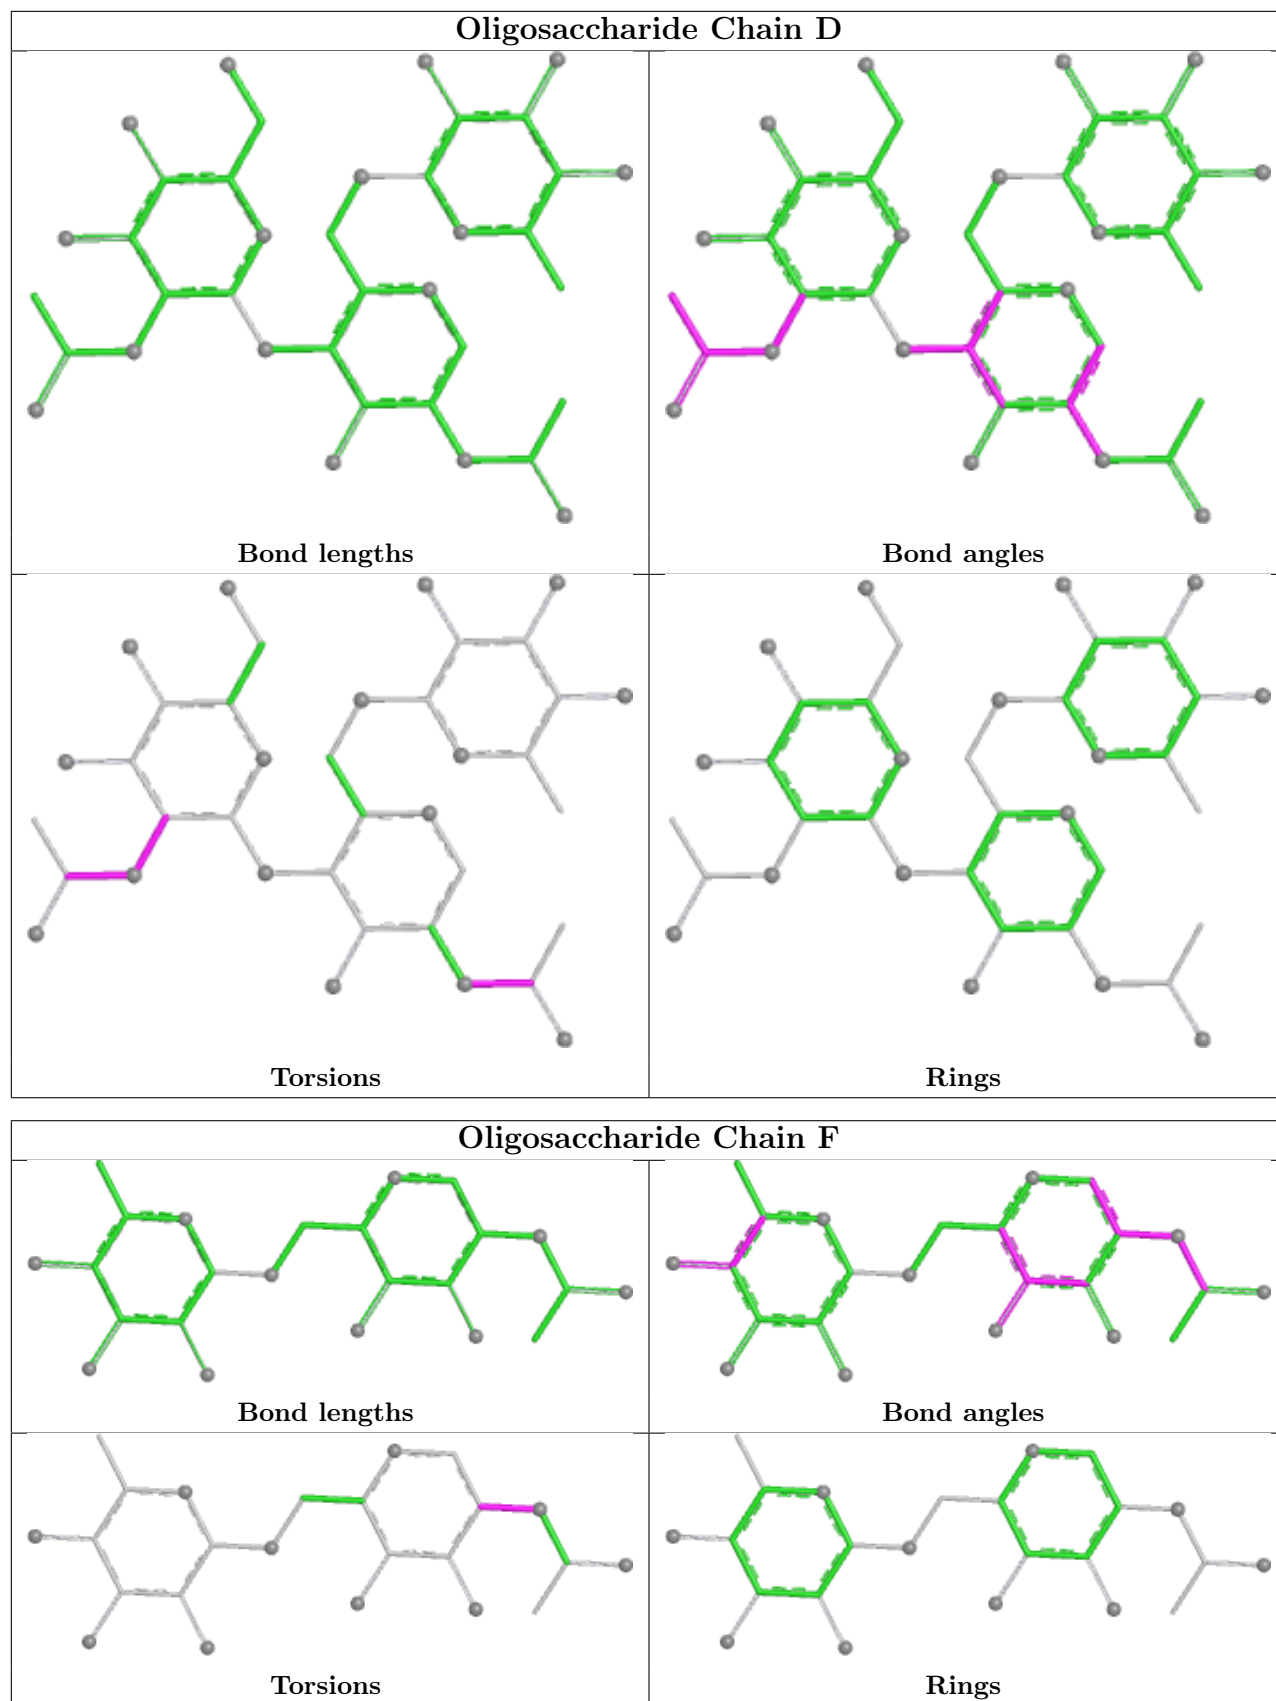 Oligosaccharide Chain D
Bond lengths
Bond angles
Torsions
Rings
Oligosaccharide Chain F
Bond lengths
Bond angles
Torsions
Rings